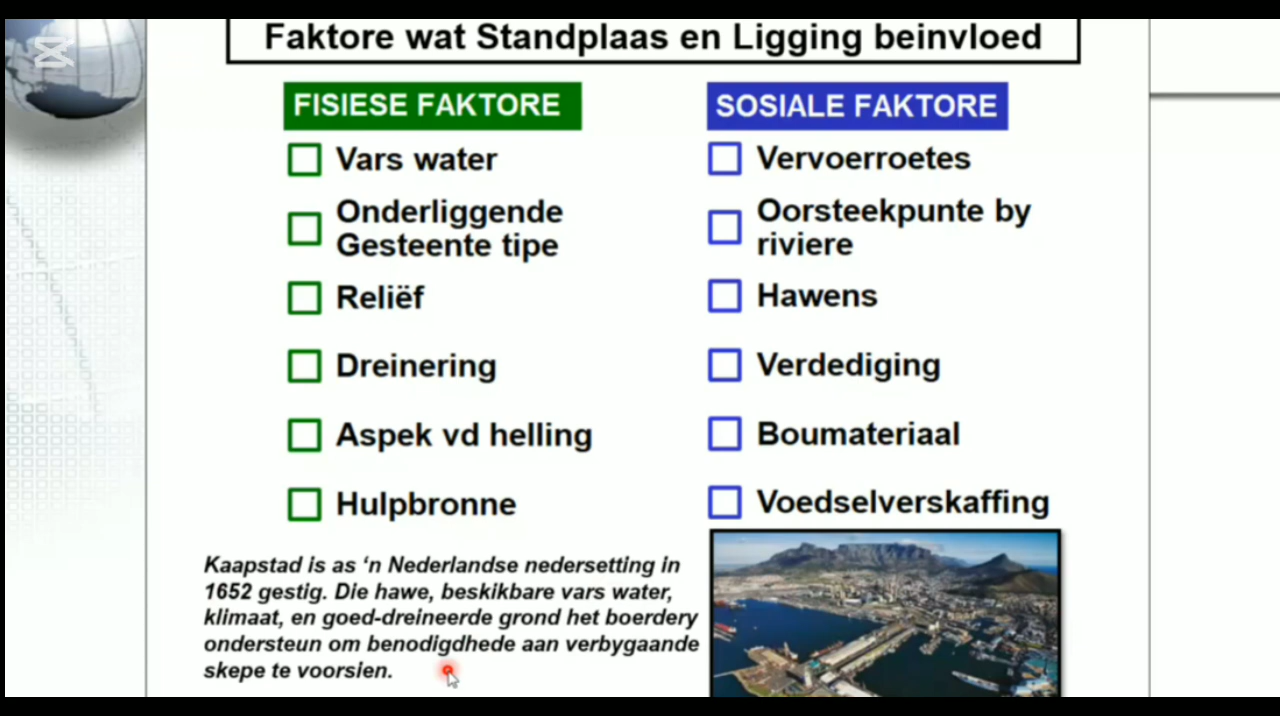 Faktore wat Standplaas en Ligging beinvloed
FISIESE FAKTORE
Vars water
Onderliggende
Gesteente tipe
Reliëf
Dreinering
Aspek vd helling
Hulpbronne
SOSIALE FAKTORE
Vervoerroetes
Oorsteekpunte by
riviere
Hawens
Verdediging
Boumateriaal
Voedselverskaffing
Kaapstad is as ‘n Nederlandse nedersetting in
1652 gestig. Die hawe, beskikbare vars water,
klimaat, en goed-dreineerde grond het boerdery
ondersteun om benodigdhede aan verbygaande
skepe te voorsien.